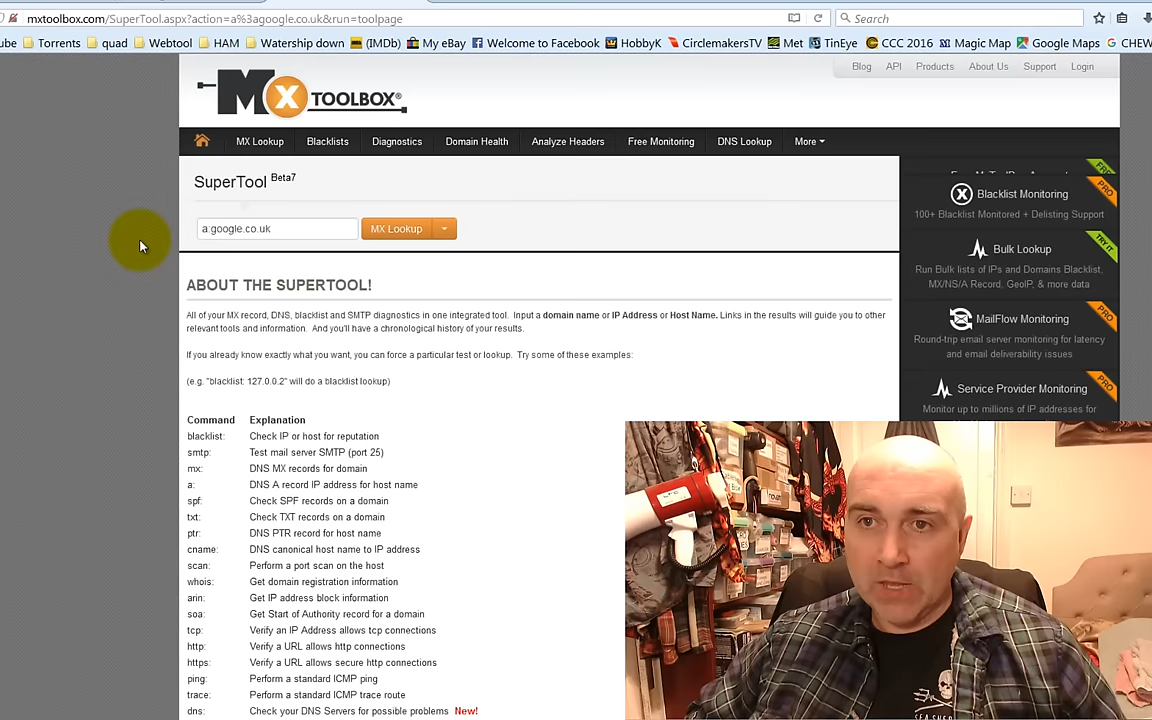 mxtoolbox.com/SuperTool.aspx?action=a%3agoogle.co.uk&run=toolpage
Search
ube Torrents quad Webtool HAM Watership down (IMDb) My eBay Welcome to Facebook HobbyK CirclemakersTV Met TinEye CCC 2016 Magic Map Google Maps CHEW
Blog API Products About Us Support Login
MX TOOLBOX®
MX Lookup Blacklists Diagnostics Domain Health Analyze Headers Free Monitoring DNS Lookup More
SuperTool Beta7
a:google.co.uk MX Lookup
PRO
Blacklist Monitoring
100+ Blacklist Monitored + Delisting Support
TRY IT
Bulk Lookup
Run Bulk lists of IPs and Domains Blacklist,
MX/NS/A Record, GeoIP, & more data
PRO
MailFlow Monitoring
Round-trip email server monitoring for latency
and email deliverability issues
PRO
Service Provider Monitoring
Monitor up to millions of IP addresses for
ABOUT THE SUPERTOOL!
All of your MX record, DNS, blacklist and SMTP diagnostics in one integrated tool. Input a domain name or IP Address or Host Name. Links in the results will guide you to other
relevant tools and information. And you'll have a chronological history of your results.
If you already know exactly what you want, you can force a particular test or lookup. Try some of these examples:
(e.g. "blacklist: 127.0.0.2" will do a blacklist lookup)
Command Explanation
blacklist: Check IP or host for reputation
smtp: Test mail server SMTP (port 25)
mx: DNS MX records for domain
a: DNS A record IP address for host name
spf: Check SPF records on a domain
txt: Check TXT records on a domain
ptr: DNS PTR record for host name
cname: DNS canonical host name to IP address
scan: Perform a port scan on the host
whois: Get domain registration information
arin: Get IP address block information
soa: Get Start of Authority record for a domain
tcp: Verify an IP Address allows tcp connections
http: Verify a URL allows http connections
https: Verify a URL allows secure http connections
ping: Perform a standard ICMP ping
trace: Perform a standard ICMP trace route
dns: Check your DNS Servers for possible problems New!